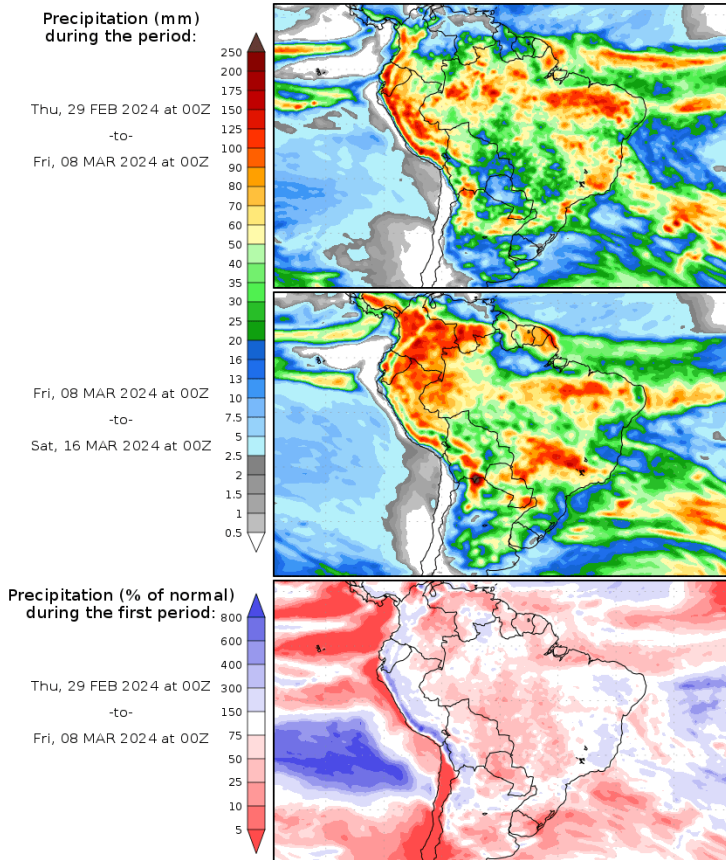 Precipitation (mm)
during the period:
250
200
175
150
125
100
90
80
70
60
50
40
35
30
25
20
16
13
10
7.5
5
2.5
2
1.5
1
0.5
Thu, 29 FEB 2024 at 00Z
-to-
Fri, 08 MAR 2024 at 00Z
Fri, 08 MAR 2024 at 00Z
-to-
Sat, 16 MAR 2024 at 00Z
Precipitation (% of normal)
during the first period:
800
600
400
300
150
75
50
25
10
5
Thu, 29 FEB 2024 at 00Z
-to-
Fri, 08 MAR 2024 at 00Z